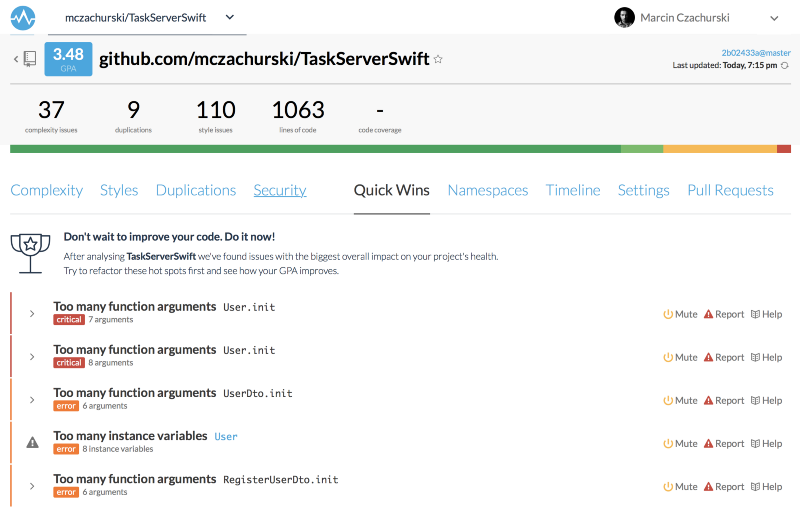 mczachurski/TaskServerSwift
Marcin Czachurski
3.48
GPA
github.com/mczachurski/TaskServerSwift
2b02433a@master
Last updated: Today, 7:15 pm
37
complexity issues
9
duplications
110
style issues
1063
lines of code
-
code coverage
Complexity Styles Duplications Security Quick Wins Namespaces Timeline Settings Pull Requests
Don't wait to improve your code. Do it now!
After analysing TaskServerSwift we've found issues with the biggest overall impact on your project's health.
Try to refactor these hot spots first and see how your GPA improves.
Too many function arguments User.init
critical 7 arguments
Mute Report Help
Too many function arguments User.init
critical 8 arguments
Mute Report Help
Too many function arguments UserDto.init
error 6 arguments
Mute Report Help
Too many instance variables User
error 8 instance variables
Mute Report Help
Too many function arguments RegisterUserDto.init
error 6 arguments
Mute Report Help